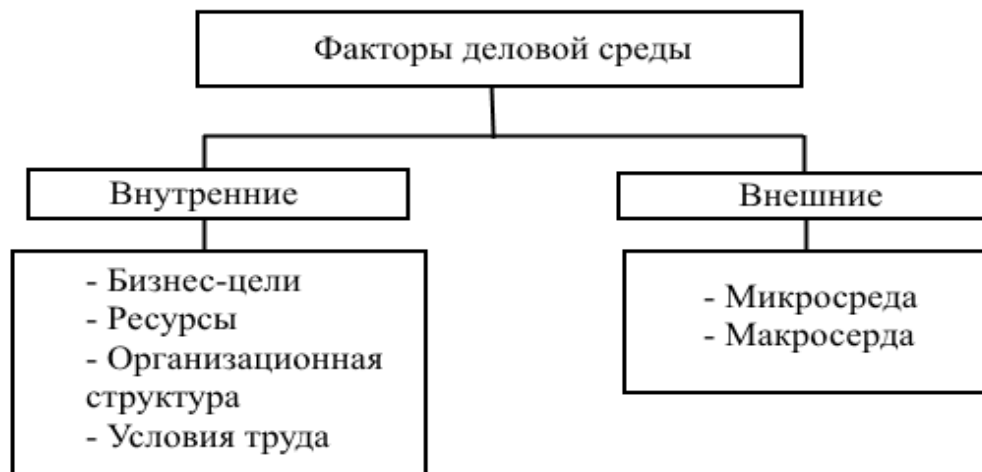 Факторы деловой среды
Внутренние
Внешние
- Бизнес-цели
- Ресурсы
- Организационная
структура
- Условия труда
- Микросреда
- Макросерда